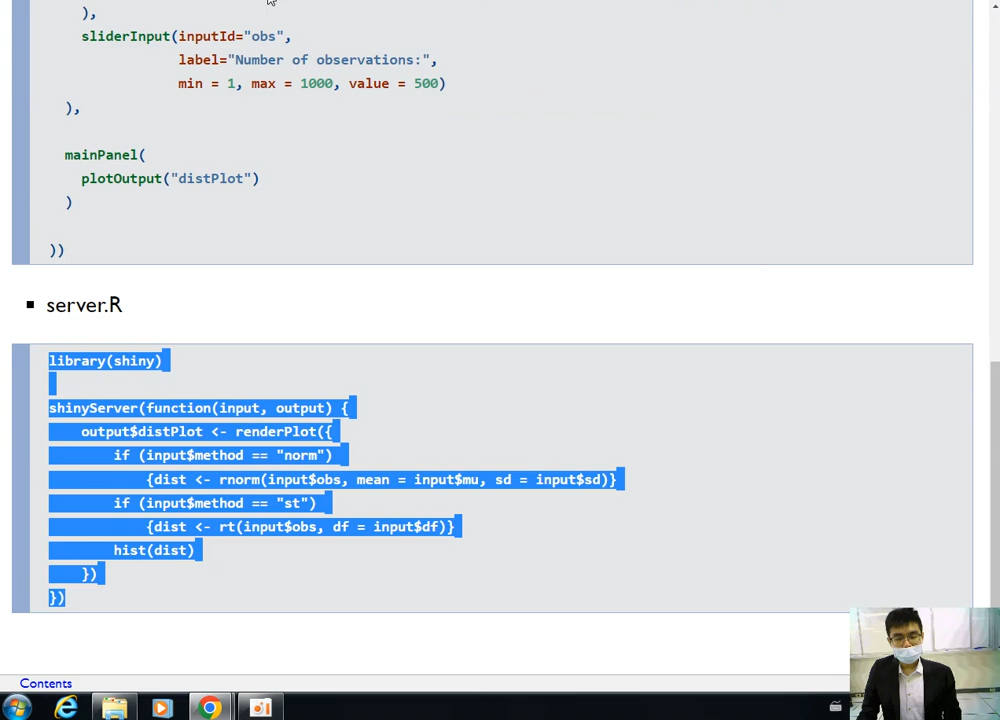 ),
sliderInput(inputId="obs",
label="Number of observations:",
min = 1, max = 1000, value = 500)
),
mainPanel(
plotOutput("distPlot")
)
))
server.R
library(shiny)
shinyServer(function(input, output) {
output$distPlot <- renderPlot({
if (input$method == "norm")
{dist <- rnorm(input$obs, mean = input$mu, sd = input$sd)}
if (input$method == "st")
{dist <- rt(input$obs, df = input$df)}
hist(dist)
})
})
Contents